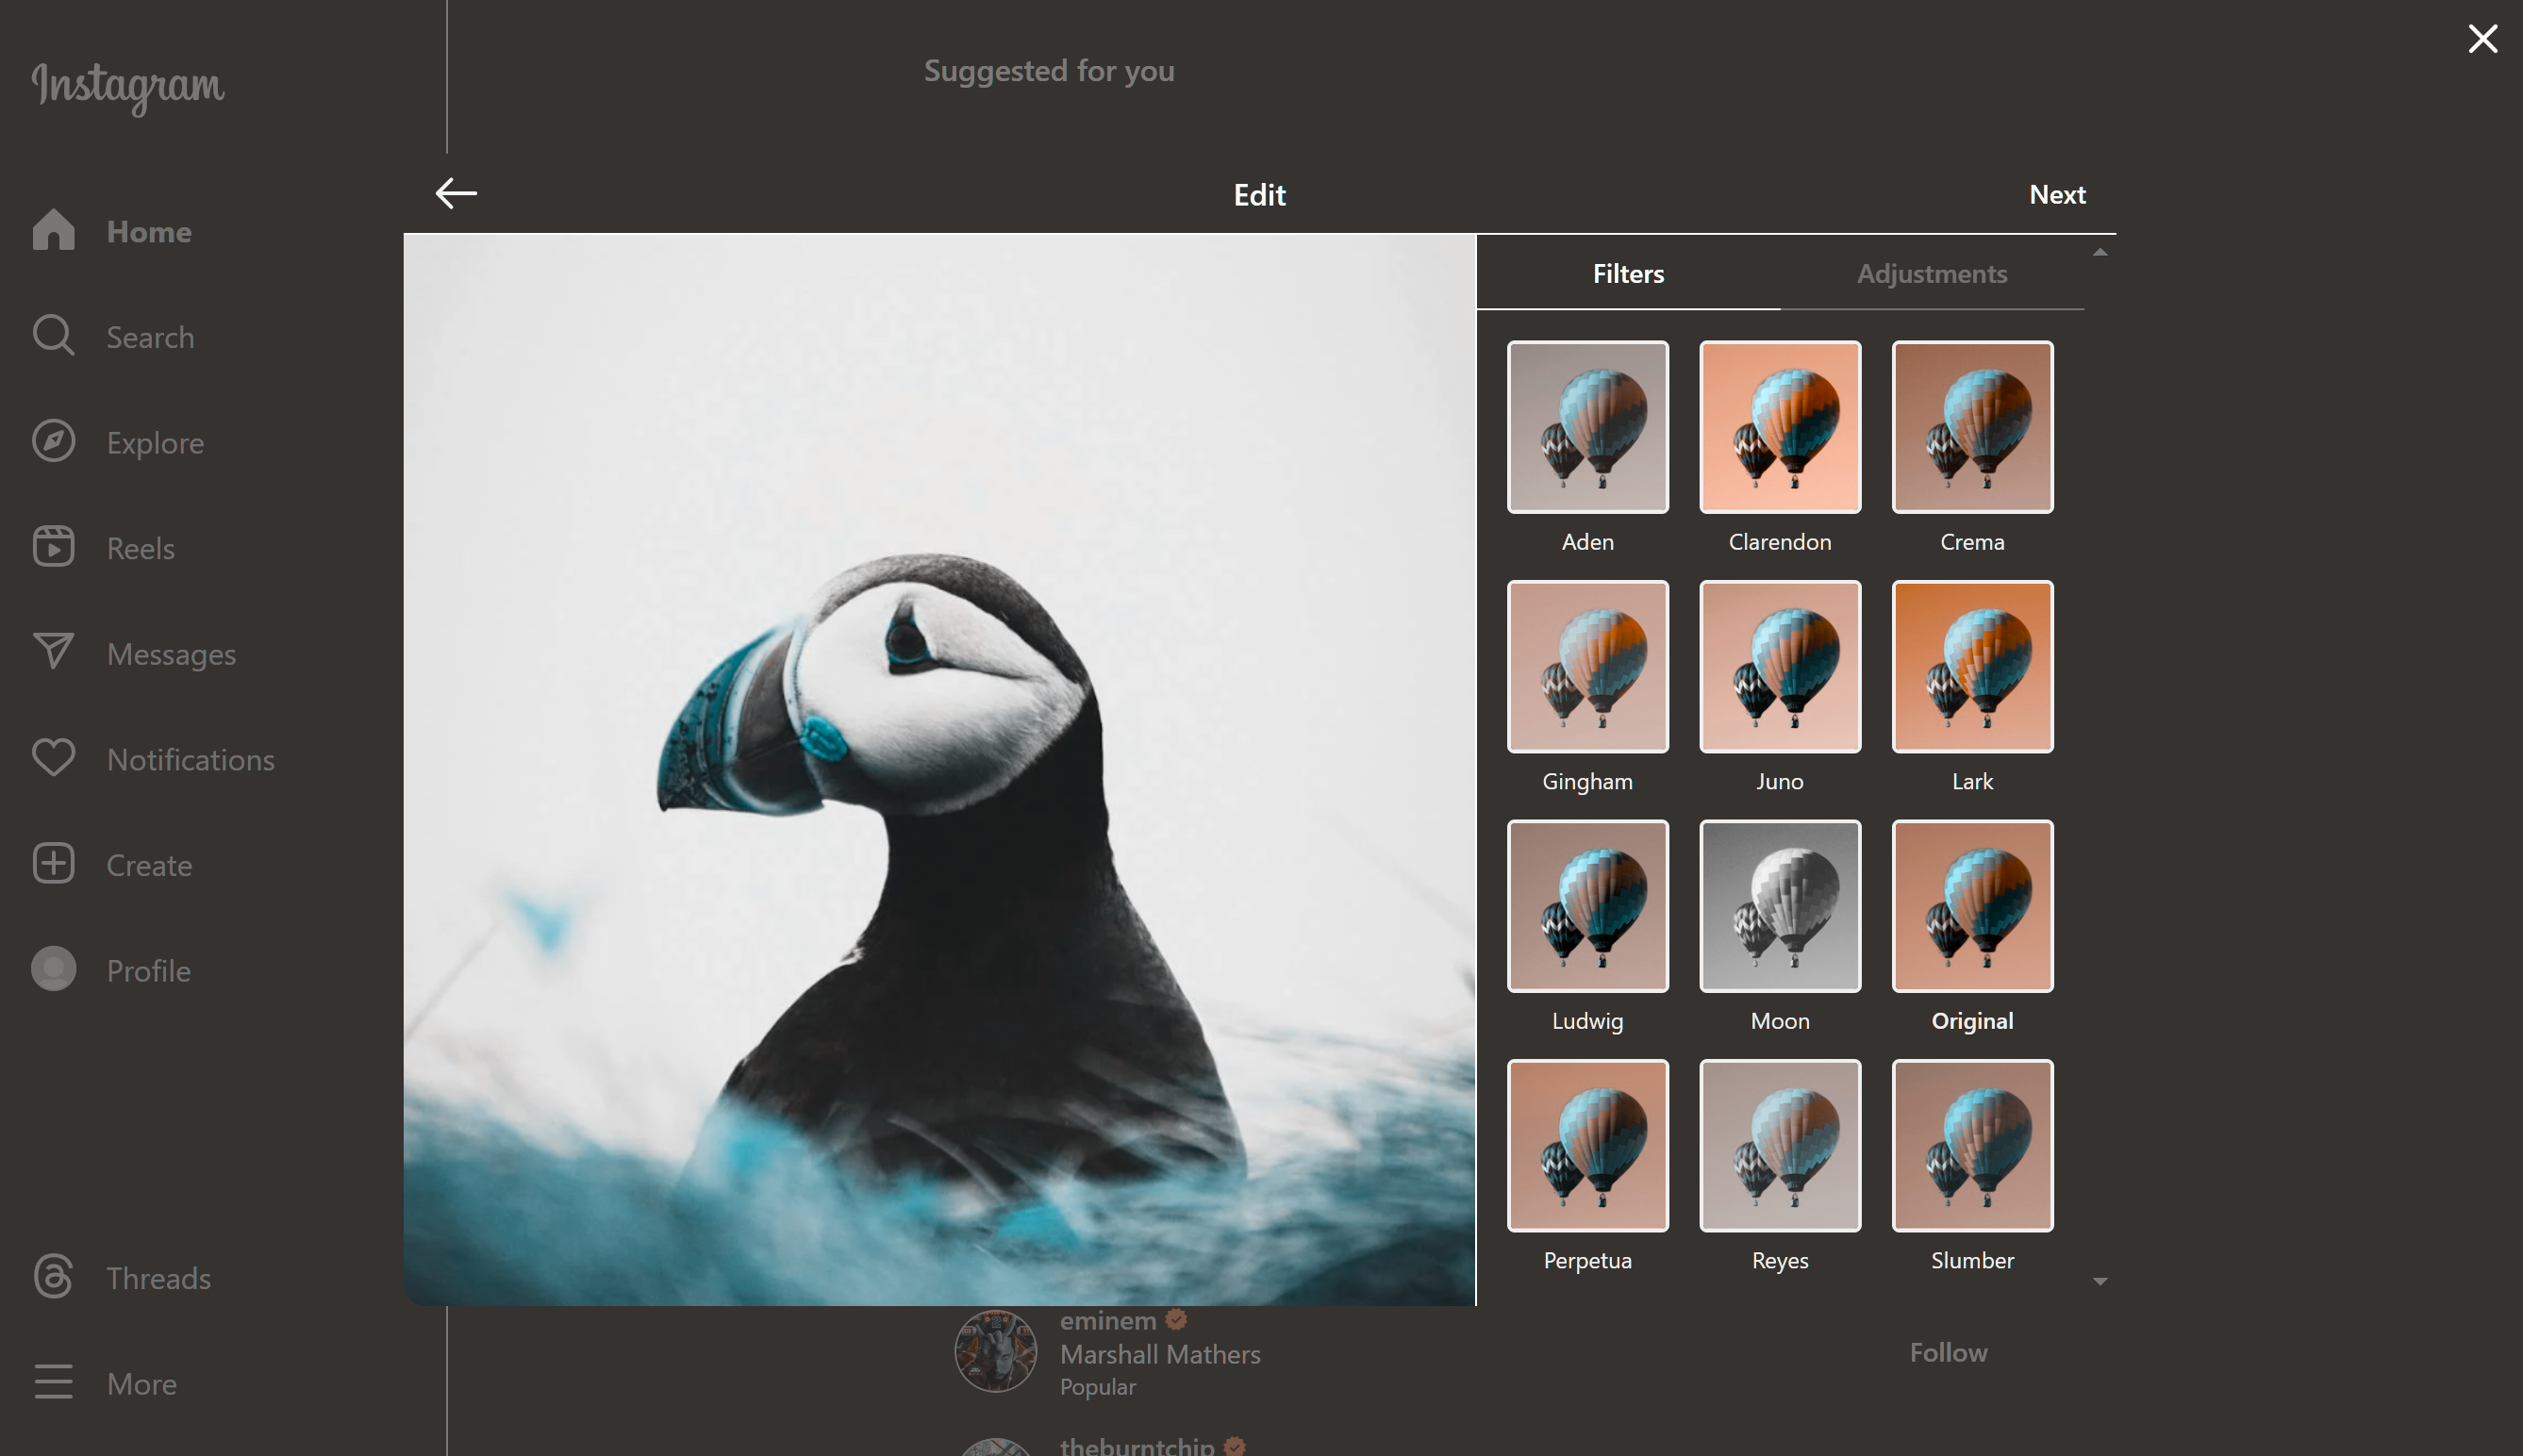 Instagram
Home
Search
Explore
Reels
Messages
Notifications
Create
Profile
Threads
More
Suggested for you
Edit
Next
Filters
Adjustments
Aden
Clarendon
Crema
Gingham
Juno
Lark
Ludwig
Moon
Original
Perpetua
Reyes
Slumber
eminem
Marshall Mathers
Popular
Follow
theburntchip